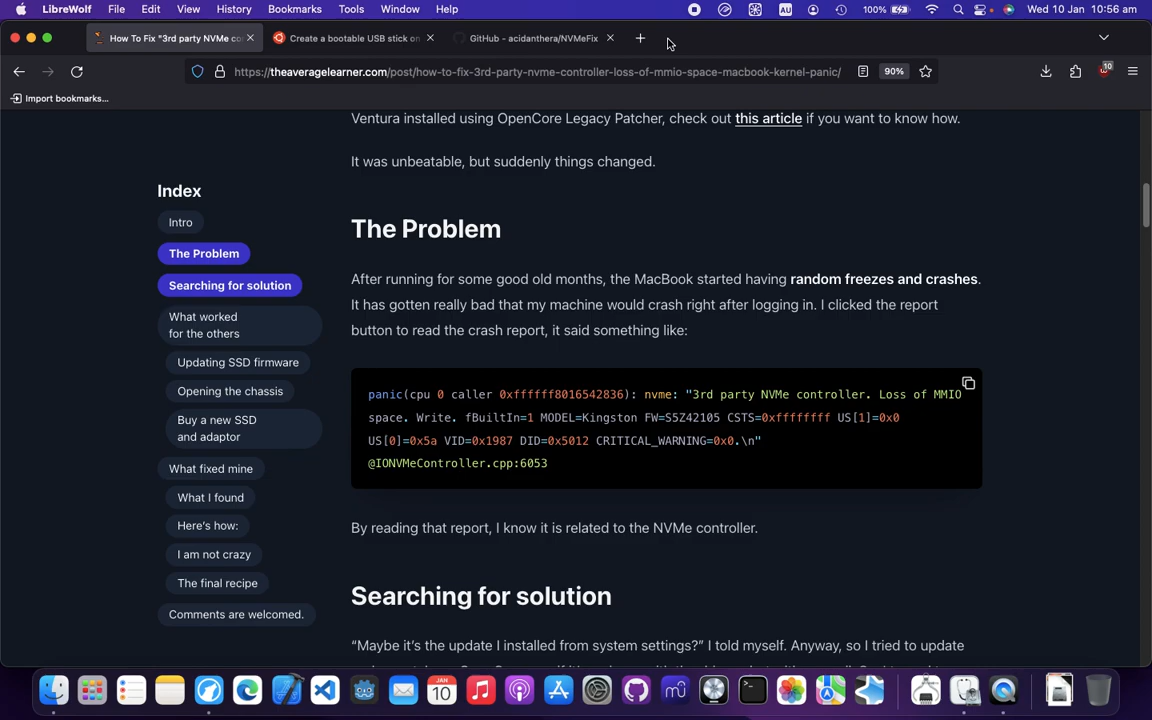 LibreWolf File Edit View History Bookmarks Tools Window Help AU 100% Wed 10 Jan 10:56 am
How To Fix "3rd party NVMe co Create a bootable USB stick on GitHub - acidanthera/NVMeFix
https://theaveragelearner.com/post/how-to-fix-3rd-party-nvme-controller-loss-of-mmio-space-macbook-kernel-panic/ 90% 10
Import bookmarks...
Ventura installed using OpenCore Legacy Patcher, check out this article if you want to know how.
It was unbeatable, but suddenly things changed.
Index
Intro
The Problem
Searching for solution
What worked
for the others
Updating SSD firmware
Opening the chassis
Buy a new SSD
and adaptor
What fixed mine
What I found
Here's how:
I am not crazy
The final recipe
Comments are welcomed.
The Problem
After running for some good old months, the MacBook started having random freezes and crashes.
It has gotten really bad that my machine would crash right after logging in. I clicked the report
button to read the crash report, it said something like:
panic(cpu 0 caller 0xffffff8016542836): nvme: "3rd party NVMe controller. Loss of MMIO
space. Write. fBuiltIn=1 MODEL=Kingston FW=S5Z42105 CSTS=0xffffffff US[1]=0x0
US[0]=0x5a VID=0x1987 DID=0x5012 CRITICAL_WARNING=0x0.\n"
@IONVMeController.cpp:6053
By reading that report, I know it is related to the NVMe controller.
Searching for solution
"Maybe it's the update I installed from system settings?" I told myself. Anyway, so I tried to update
JAN
10